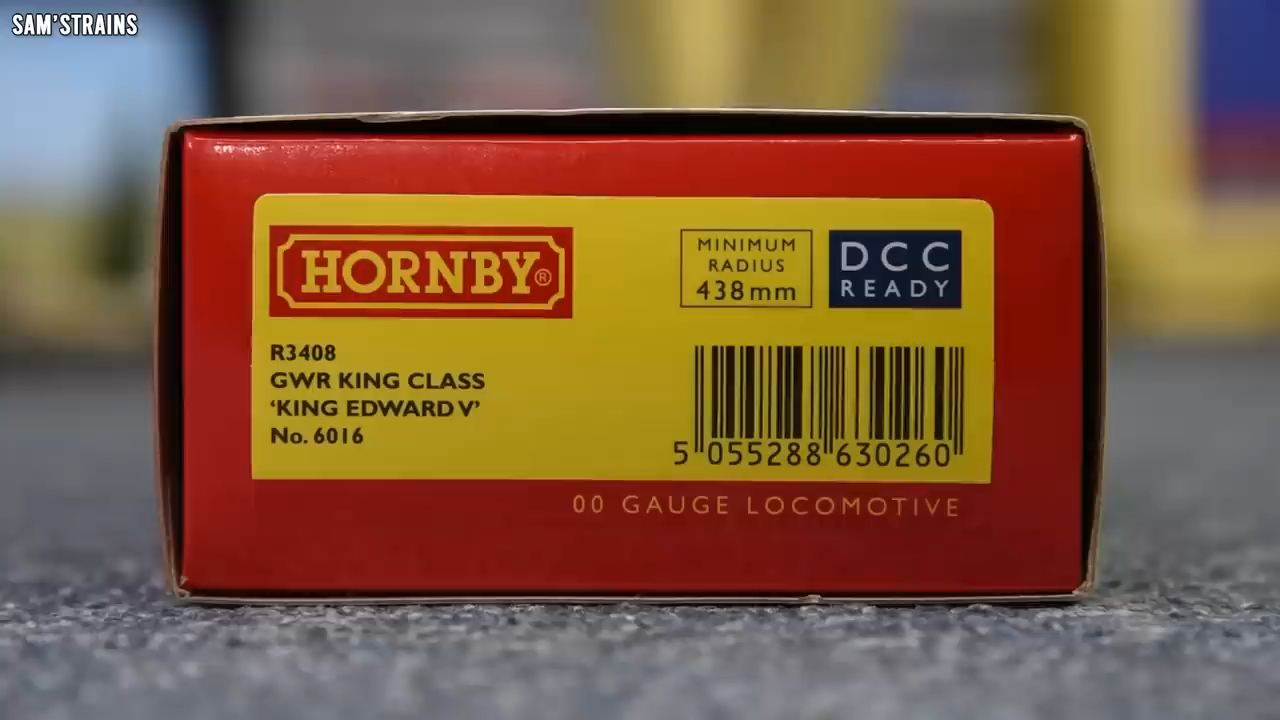 SAM'STRAINS
HORNBY®
MINIMUM
RADIUS
438mm
DCC
READY
R3408
GWR KING CLASS
‘KING EDWARD V’
No. 6016
5 055288 630260
00 GAUGE LOCOMOTIVE